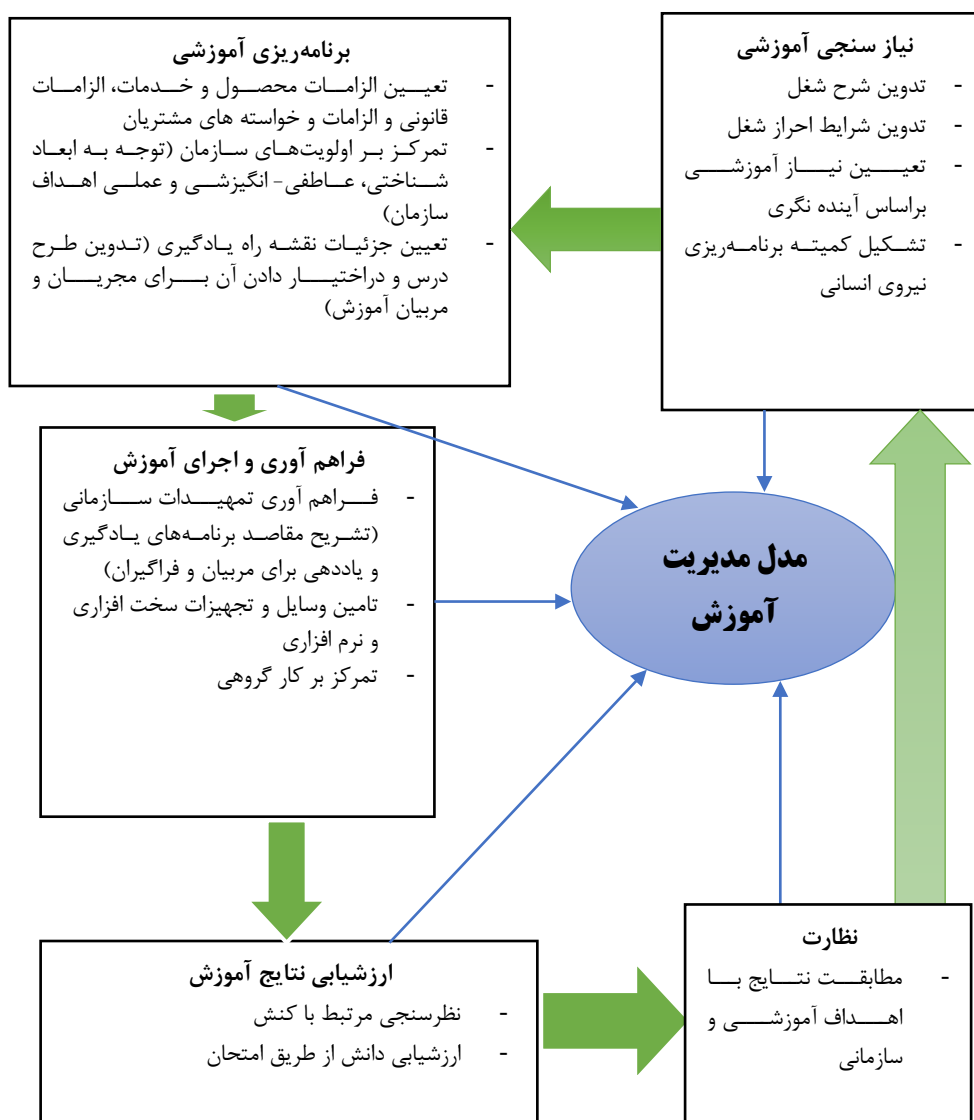 نیاز سنجی آموزشی
- تدوین شرح شغل
- تدوین شرایط احراز شغل
- تعیین نیاز آموزشی
براساس آینده نگری
- تشکیل کمیته برنامه‌ریزی
نیروی انسانی
برنامه‌ریزی آموزشی
- تعیین الزامات محصول و خدمات، الزامات
قانونی و الزامات و خواسته های مشتریان
- تمرکز بر اولویت‌های سازمان (توجه به ابعاد
شناختی، عاطفی- انگیزشی و عملی اهداف
سازمان)
- تعیین جزئیات نقشه راه یادگیری (تدوین طرح
درس و دراختیار دادن آن برای مجریان و
مربیان آموزش)
فراهم آوری و اجرای آموزش
- فراهم آوری تمهیدات سازمانی
(تشریح مقاصد برنامه‌های یادگیری
و یاددهی برای مربیان و فراگیران)
- تامین وسایل و تجهیزات سخت افزاری
و نرم افزاری
- تمرکز بر کار گروهی
مدل مدیریت
آموزش
ارزشیابی نتایج آموزش
- نظرسنجی مرتبط با کنش
- ارزشیابی دانش از طریق امتحان
نظارت
- مطابقت نتایج با
اهداف آموزشی و
سازمانی